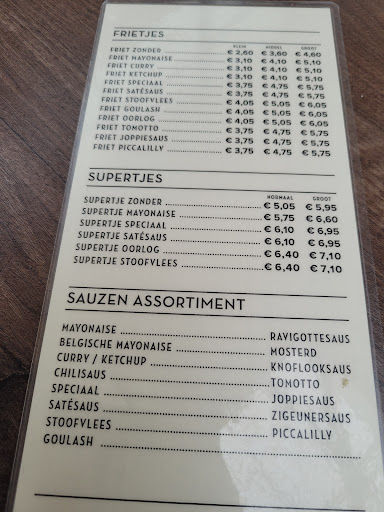 FRIETJES
KLEIN GROOT
FRIET ZONDER € 2,60 € 3,60 € 4,60
FRIET MAYONAISE € 3,10 € 4,10 € 5,10
FRIET CURRY € 3,10 € 4,10 € 5,10
FRIET KETCHUP € 3,10 € 4,10 € 5,10
FRIET SPECIAAL € 3,75 € 4,75 € 5,75
FRIET SATÉSAUS € 3,75 € 4,75 € 5,75
FRIET STOOFVLEES € 4,05 € 5,05 € 6,05
FRIET GOULASH € 4,05 € 5,05 € 6,05
FRIET OORLOG € 4,05 € 5,05 € 6,05
FRIET TOMOTTO € 3,75 € 4,75 € 5,75
FRIET JOPPIESAUS € 3,75 € 4,75 € 5,75
FRIET PICCALILLY € 3,75 € 4,75 € 5,75
SUPERTJES
NORMAAL GROOT
SUPERTJE ZONDER € 5,05 € 5,95
SUPERTJE MAYONAISE € 5,75 € 6,60
SUPERTJE SPECIAAL € 6,10 € 6,95
SUPERTJE SATÉSAUS € 6,10 € 6,95
SUPERTJE OORLOG € 6,40 € 7,10
SUPERTJE STOOFVLEES € 6,40 € 7,10
SAUZEN ASSORTIMENT
MAYONAISE RAVIGOTTESAUS
BELGISCHE MAYONAISE MOSTERD
CURRY / KETCHUP KNOFLOOKSAUS
CHILISAUS TOMOTTO
SPECIAAL JOPPIESAUS
SATÉSAUS ZIGEUNERSAUS
STOOFVLEES PICCALILLY
GOULASH